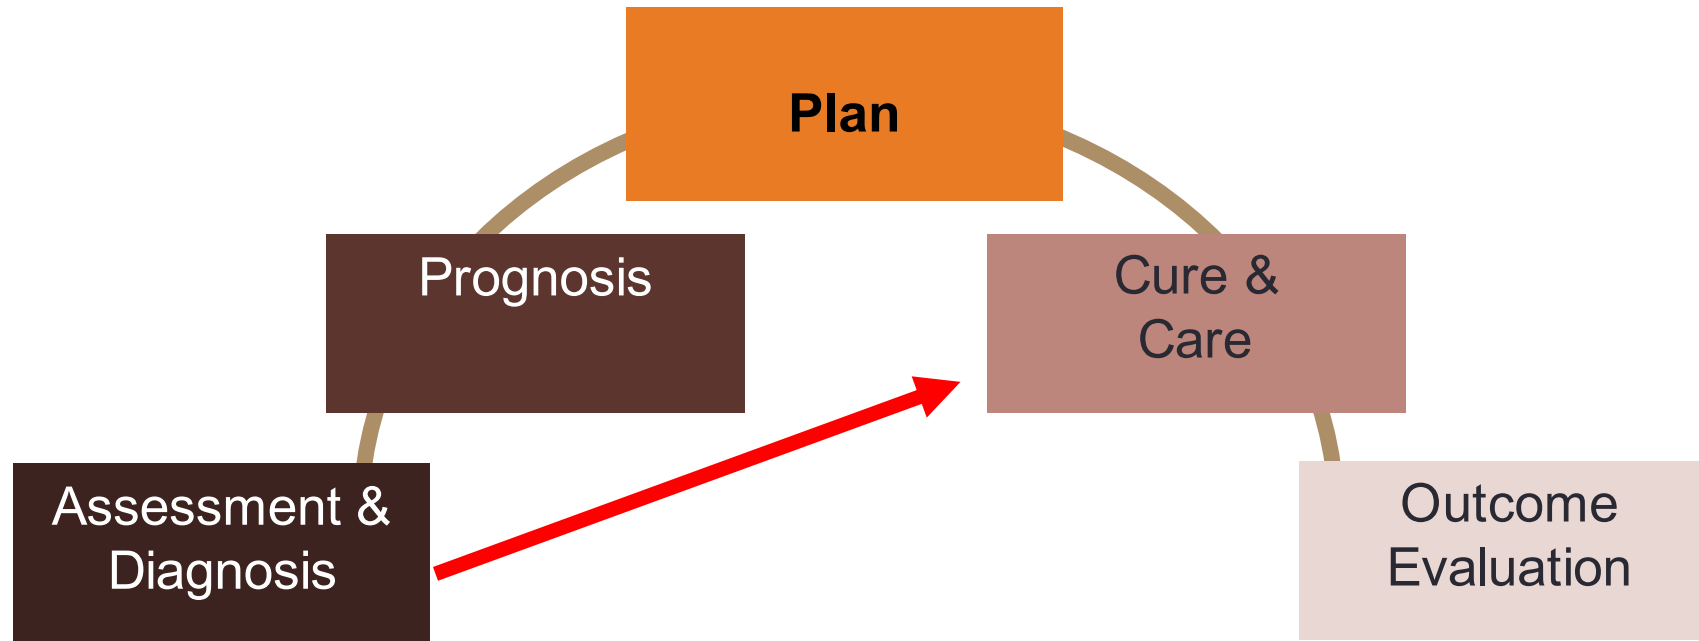 Plan
Prognosis
Cure &
Care
Assessment &
Diagnosis
Outcome
Evaluation